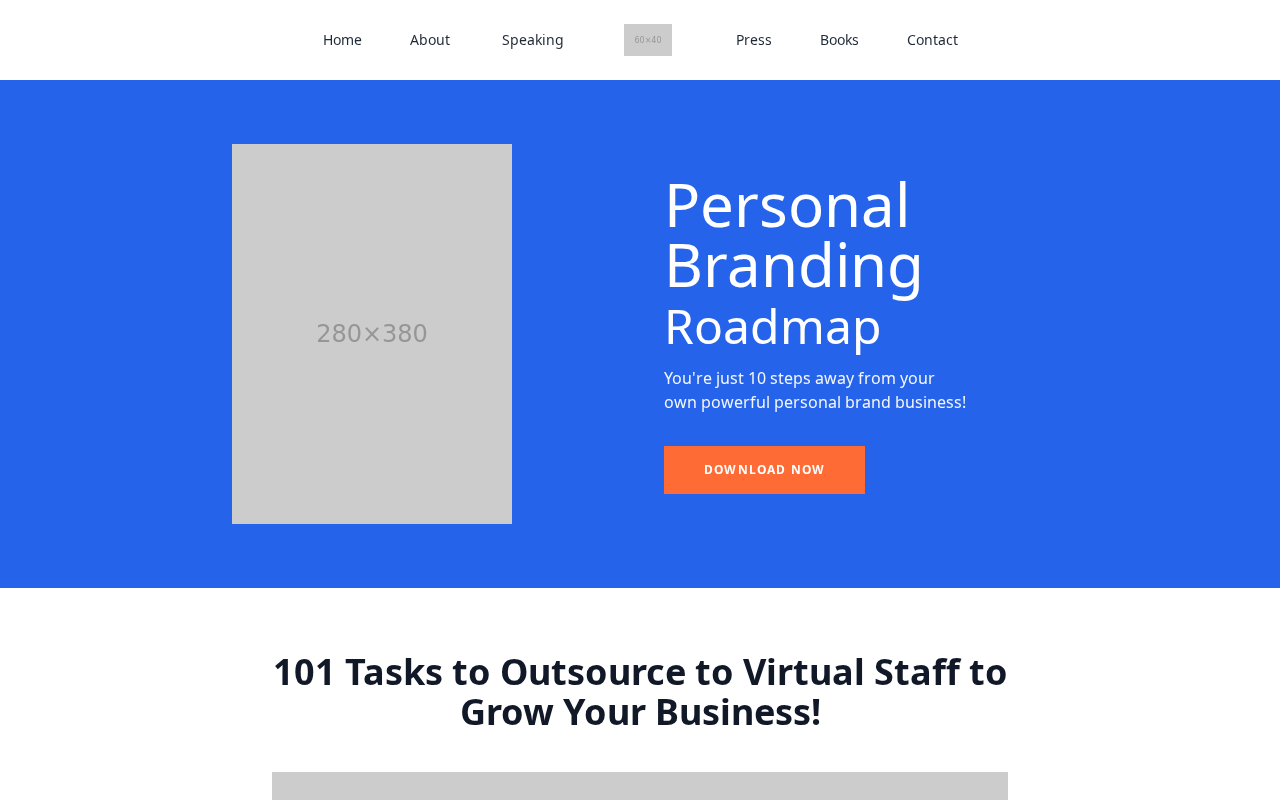 Home About Speaking 60×40 Press Books Contact
280×380
Personal
Branding
Roadmap
You're just 10 steps away from your
own powerful personal brand business!
DOWNLOAD NOW
101 Tasks to Outsource to Virtual Staff to
Grow Your Business!